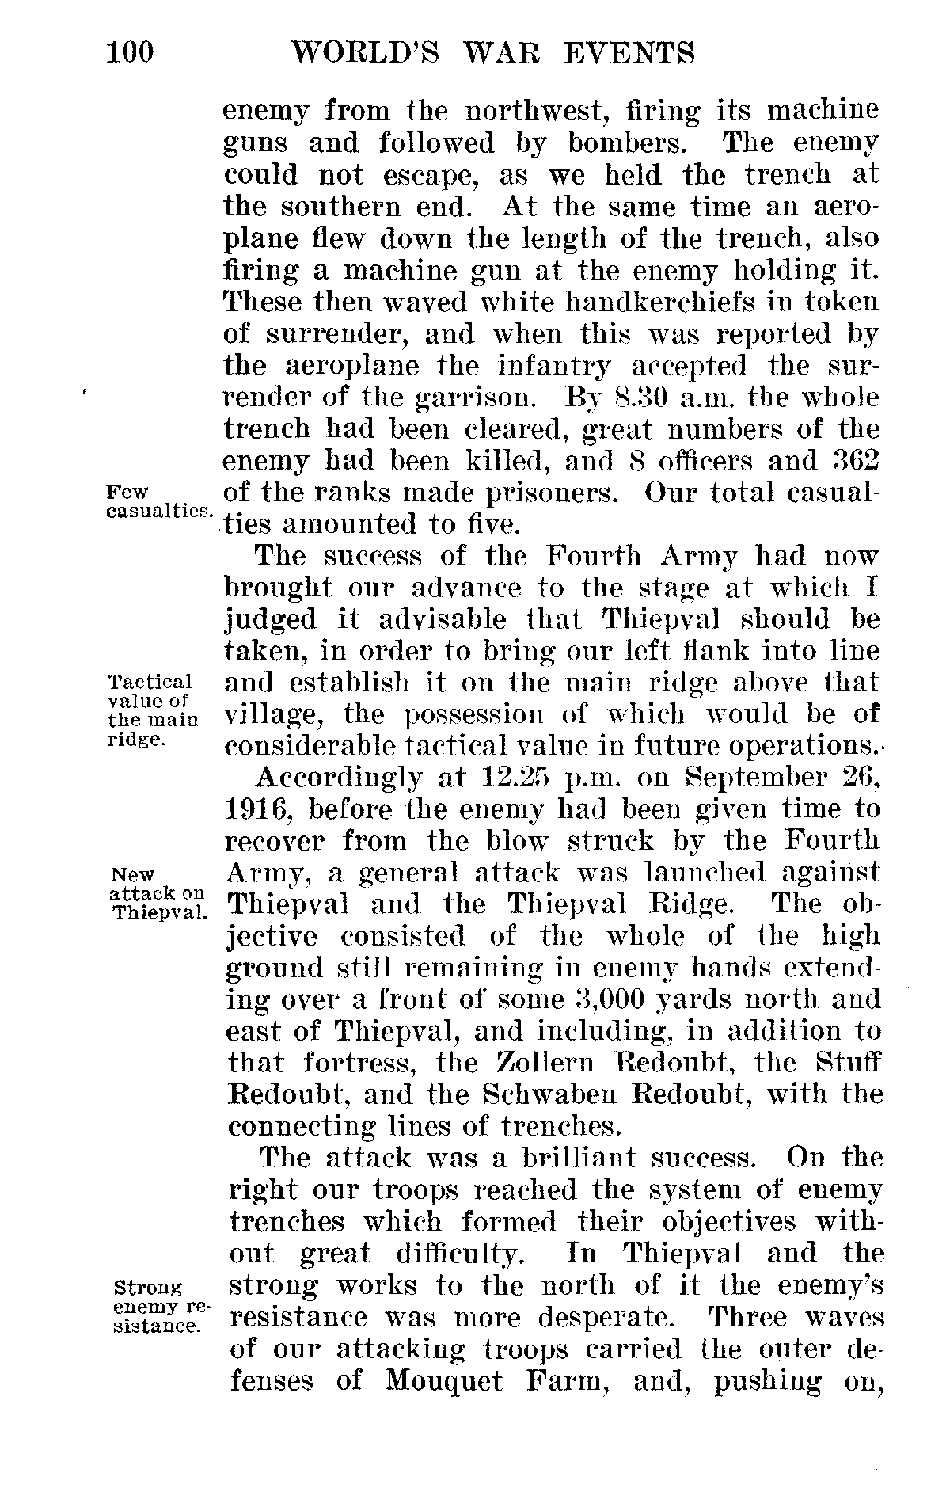 100 WORLD'S WAR EVENTS
enemy from the northwest, firing its machine
guns and followed by bombers. The enemy
could not escape, as we held the trench at
the southern end. At the same time an aero-
plane flew down the length of the trench, also
firing a machine gun at the enemy holding it.
These then waved white handkerchiefs in token
of surrender, and when this was reported by
the aeroplane the infantry accepted the sur-
render of the garrison. By 8.30 a.m. the whole
trench had been cleared, great numbers of the
enemy had been killed, and 8 officers and 362
Few
casualties.
of the ranks made prisoners. Our total casual-
ties amounted to five.
The success of the Fourth Army had now
brought our advance to the stage at which I
judged it advisable that Thiepval should be
taken, in order to bring our left flank into line
Tactical
value of
the main
ridge.
and establish it on the main ridge above that
village, the possession of which would be of
considerable tactical value in future operations.
Accordingly at 12.25 p.m. on September 26,
1916, before the enemy had been given time to
recover from the blow struck by the Fourth
New
attack on
Thiepval.
Army, a general attack was launched against
Thiepval and the Thiepval Ridge. The ob-
jective consisted of the whole of the high
ground still remaining in enemy hands extend-
ing over a front of some 3,000 yards north and
east of Thiepval, and including, in addition to
that fortress, the Zollern Redoubt, the Stuff
Redoubt, and the Schwaben Redoubt, with the
connecting lines of trenches.
The attack was a brilliant success. On the
right our troops reached the system of enemy
trenches which formed their objectives with-
out great difficulty. In Thiepval and the
Strong
enemy re-
sistance.
strong works to the north of it the enemy's
resistance was more desperate. Three waves
of our attacking troops carried the outer de-
fenses of Mouquet Farm, and, pushing on,